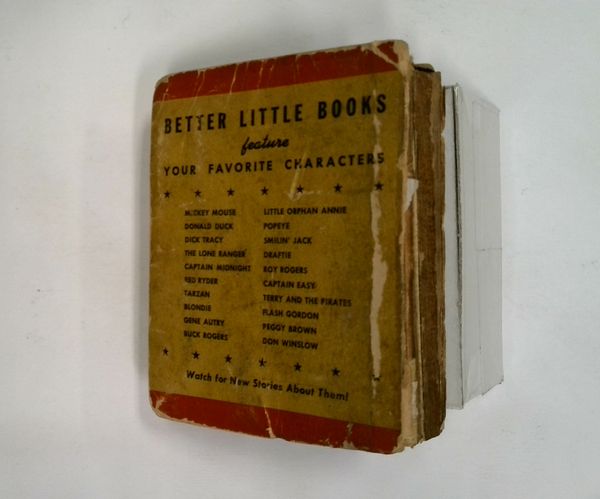 BETTER LITTLE BOOKS
feature
YOUR FAVORITE CHARACTERS
MICKEY MOUSE
DONALD DUCK
DICK TRACY
THE LONE RANGER
CAPTAIN MIDNIGHT
RED RYDER
TARZAN
BLONDIE
GENE AUTRY
BUCK ROGERS
LITTLE ORPHAN ANNIE
POPEYE
SMILIN' JACK
DRAFTIE
ROY ROGERS
CAPTAIN EASY
TERRY AND THE PIRATES
FLASH GORDON
PEGGY BROWN
DON WINSLOW
Watch for New Stories About Them!